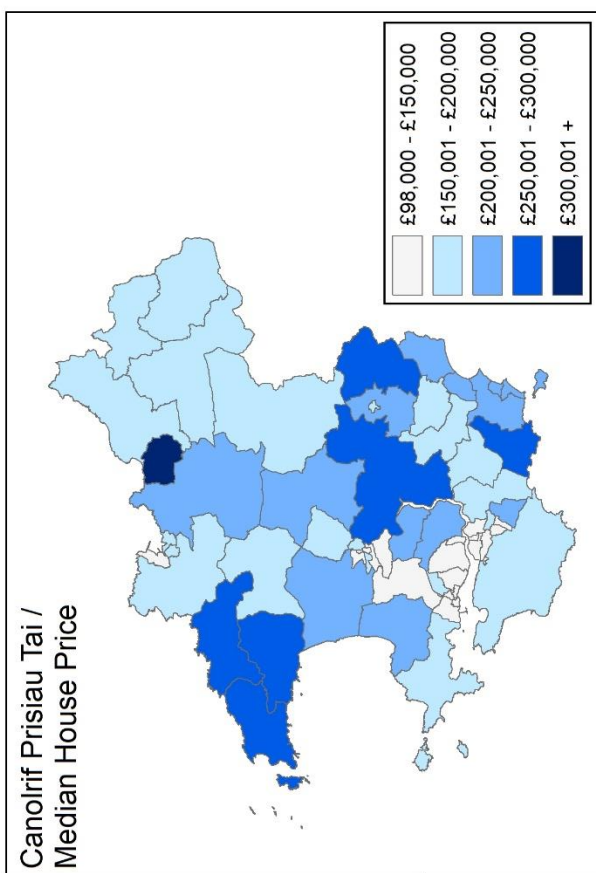 Canolrif Prisiau Tai /
Median House Price
£98,000 - £150,000
£150,001 - £200,000
£200,001 - £250,000
£250,001 - £300,000
£300,001 +